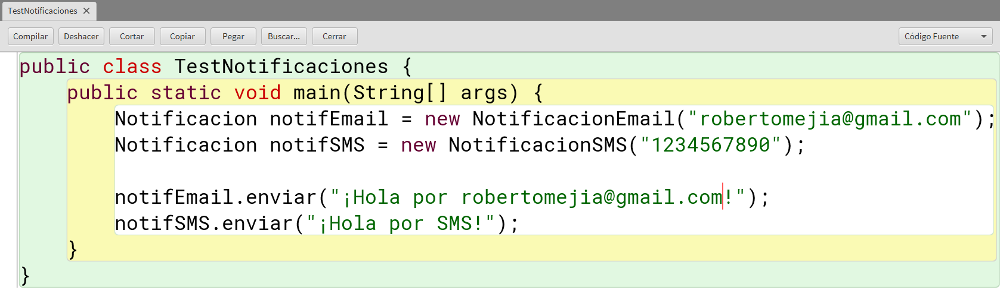 TestNotificaciones ✕
Compilar Deshacer Cortar Copiar Pegar Buscar... Cerrar Código Fuente
public class TestNotificaciones {
public static void main(String[] args) {
Notificacion notifEmail = new NotificacionEmail("robertomejia@gmail.com");
Notificacion notifSMS = new NotificacionSMS("1234567890");
notifEmail.enviar("¡Hola por robertomejia@gmail.com!");
notifSMS.enviar("¡Hola por SMS!");
}
}